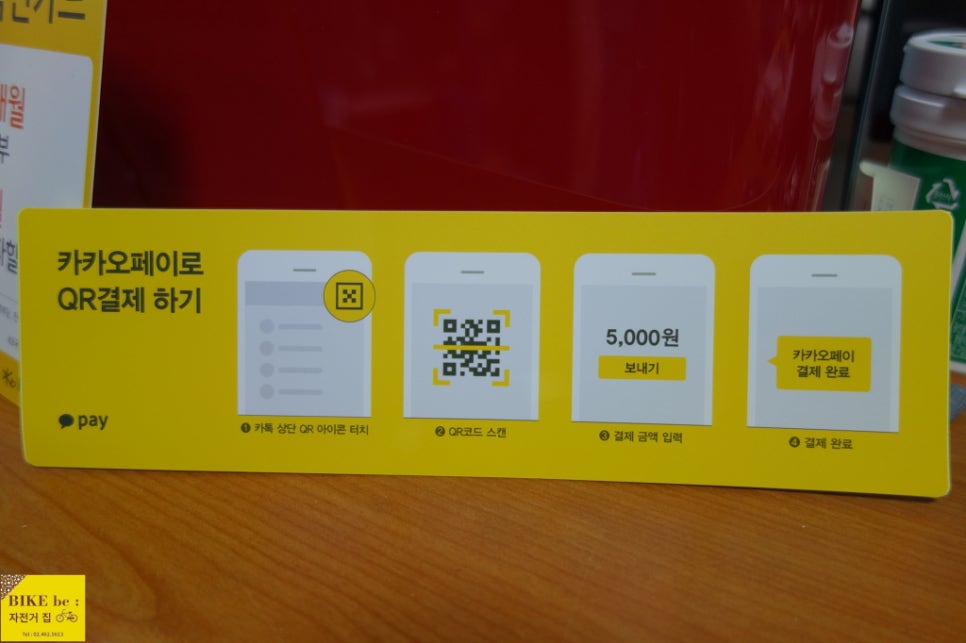 카카오페이로
QR결제 하기
pay
❶ 카톡 상단 QR 아이콘 터치
❷ QR코드 스캔
5,000원
보내기
❸ 결제 금액 입력
카카오페이
결제 완료
❹ 결제 완료
BIKE be :
자전거 집